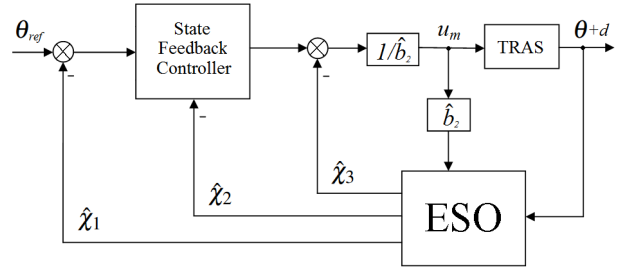 θref
State
Feedback
Controller
1/b̂₂
um
TRAS
θ+d
-
-
-
b̂₂
χ̂3
χ̂2
χ̂1
ESO